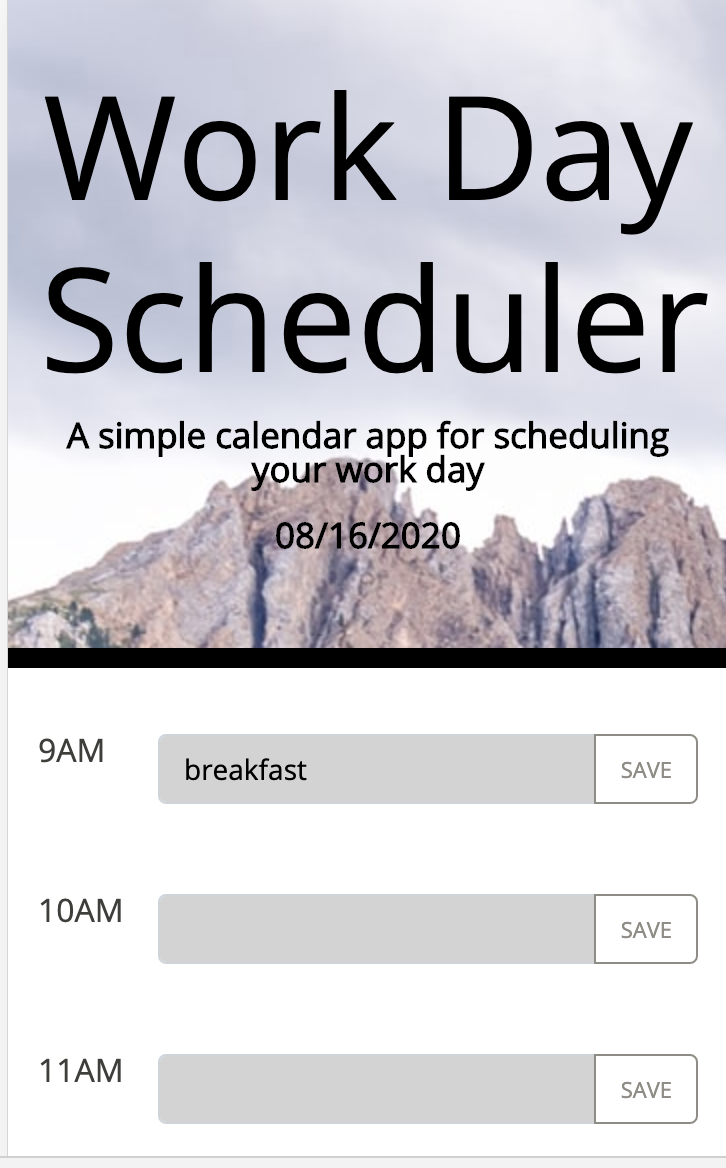 Work Day
Scheduler
A simple calendar app for scheduling
your work day
08/16/2020
9AM
breakfast
SAVE
10AM
SAVE
11AM
SAVE